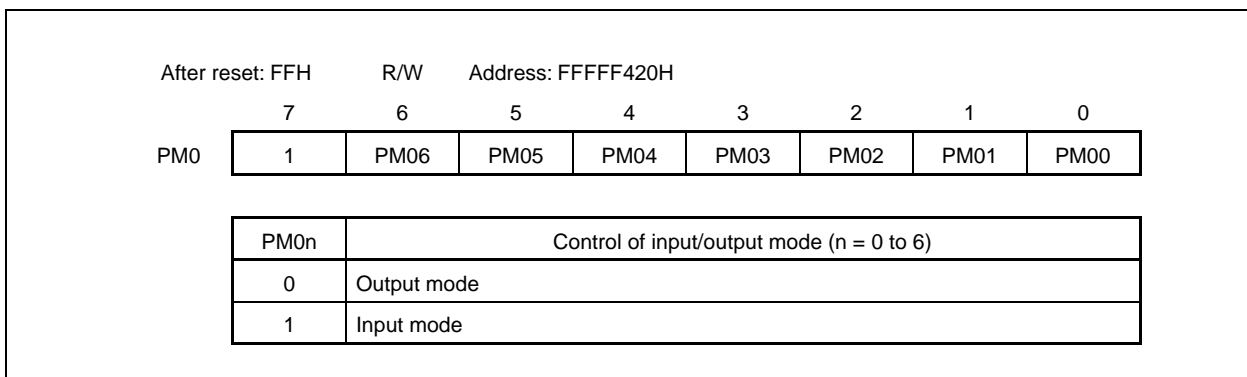 After reset: FFH R/W Address: FFFFF420H
7 6 5 4 3 2 1 0
PM0 1 PM06 PM05 PM04 PM03 PM02 PM01 PM00
PM0n Control of input/output mode (n = 0 to 6)
0 Output mode
1 Input mode